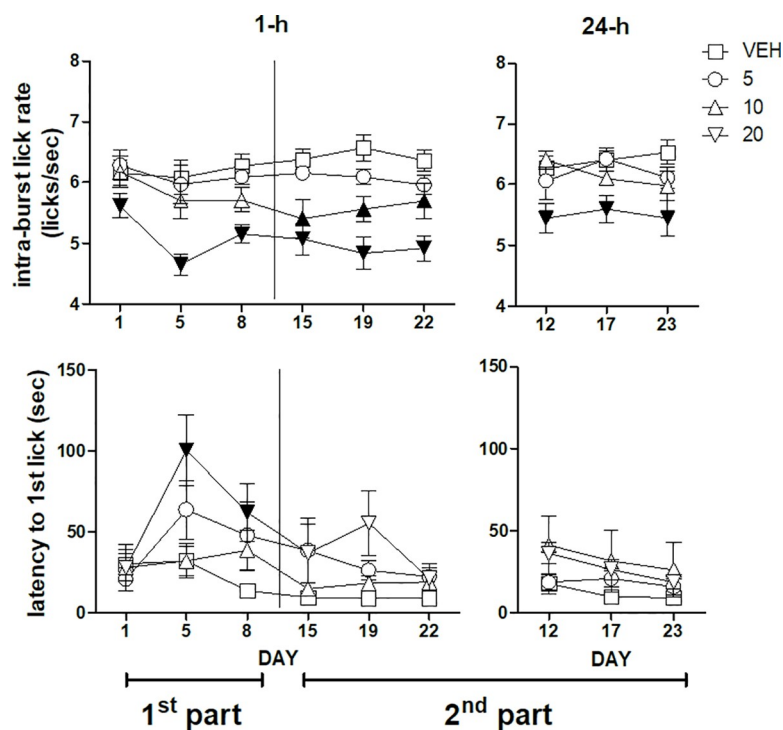 1-h
24-h
VEH
5
10
20
intra-burst lick rate
(licks/sec)
8
7
6
5
4
1 5 8 15 19 22
8
7
6
5
4
12 17 23
latency to 1st lick (sec)
150
100
50
0
1 5 8 15 19 22
DAY
150
100
50
0
12 17 23
DAY
1st part
2nd part